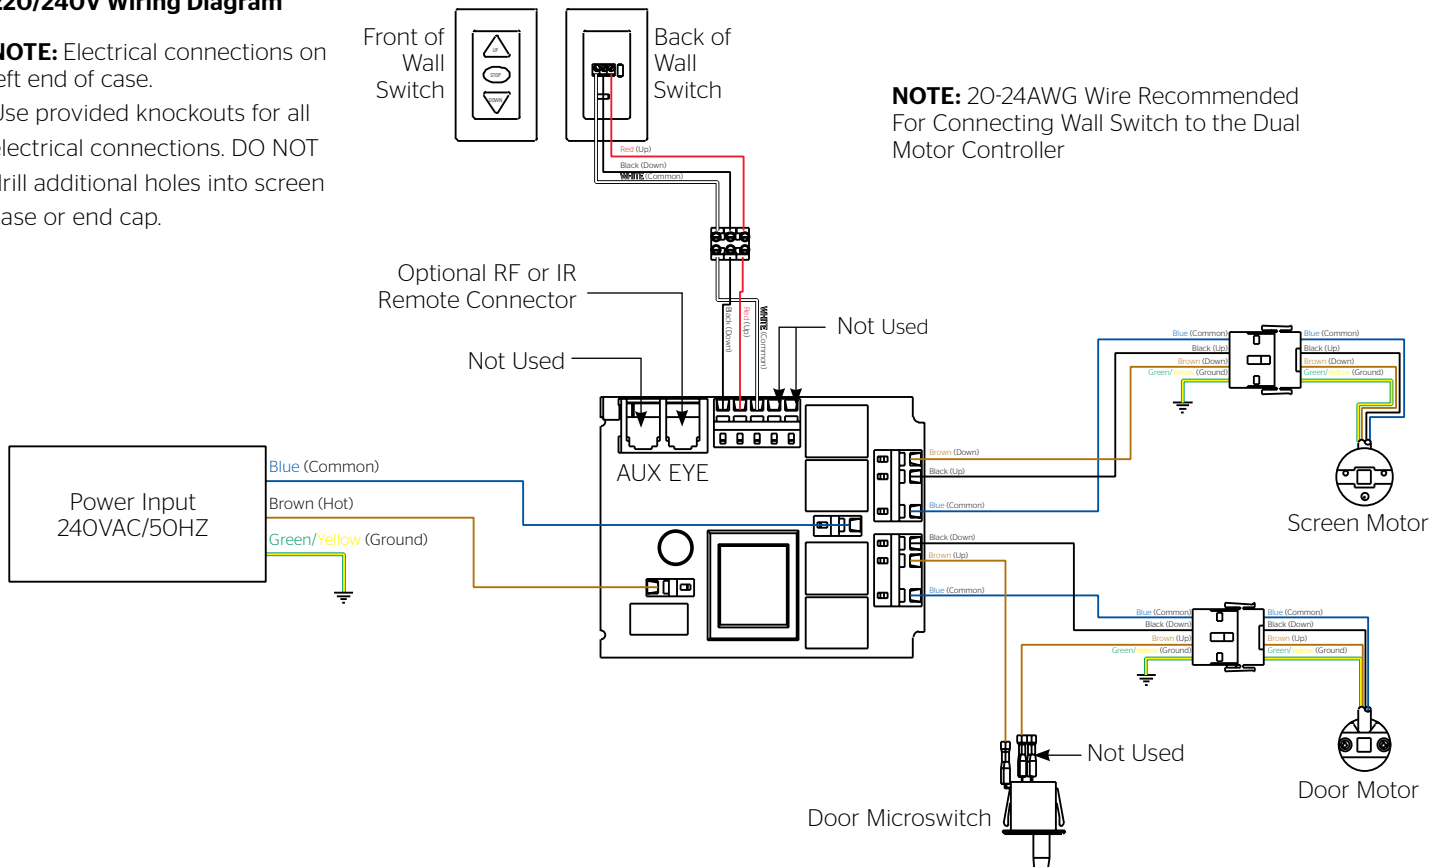 220/240V Wiring Diagram
NOTE: Electrical connections on
left end of case.
Use provided knockouts for all
electrical connections. DO NOT
drill additional holes into screen
case or end cap.
Front of
Wall
Switch
UP
STOP
DOWN
Back of
Wall
Switch
NOTE: 20-24AWG Wire Recommended
For Connecting Wall Switch to the Dual
Motor Controller
Red (Up)
Black (Down)
WHITE (Common)
Optional RF or IR
Remote Connector
Not Used
Black (Down)
Red (Up)
WHITE (Common)
Not Used
AUX EYE
Power Input
240VAC/50HZ
Blue (Common)
Brown (Hot)
Green/Yellow (Ground)
Brown (Down)
Black (Up)
Blue (Common)
Black (Down)
Brown (Up)
Blue (Common)
Blue (Common)
Black (Up)
Brown (Down)
Green/Yellow (Ground)
Blue (Common)
Black (Up)
Brown (Down)
Green/Yellow (Ground)
Screen Motor
Blue (Common)
Black (Down)
Brown (Up)
Green/Yellow (Ground)
Blue (Common)
Black (Down)
Brown (Up)
Green/Yellow (Ground)
Door Motor
Not Used
Door Microswitch